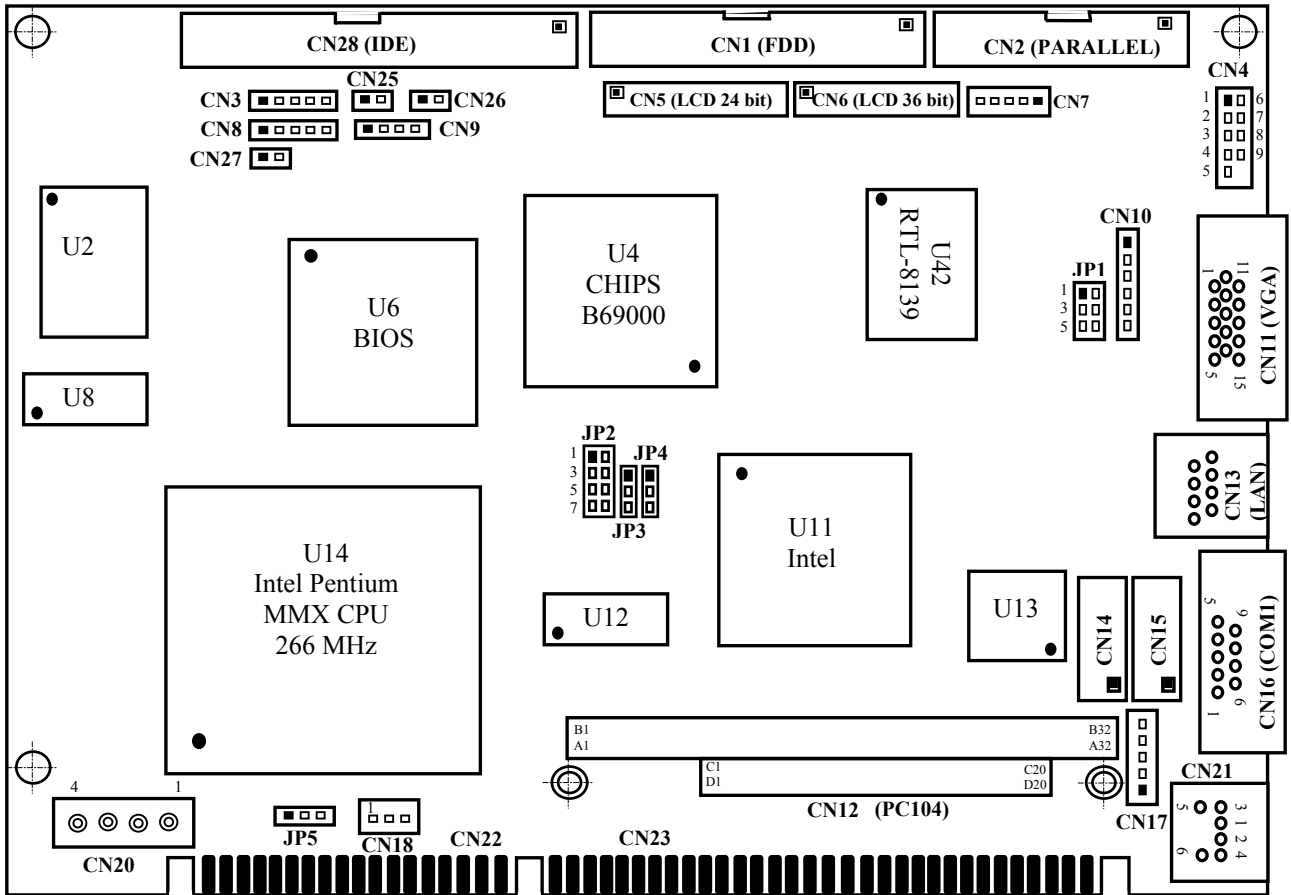 CN28 (IDE)
CN1 (FDD)
CN2 (PARALLEL)
CN4
1 6
2 7
3 8
4 9
5
CN25
CN3
CN26
CN5 (LCD 24 bit)
CN6 (LCD 36 bit)
CN7
CN8
CN9
CN27
U2
U6
BIOS
U4
CHIPS
B69000
U42
RTL-8139
CN10
JP1
1
3
5
CN11 (VGA)
1
11
5
15
U8
JP2
1
3
5
7
JP4
JP3
CN13
(LAN)
U14
Intel Pentium
MMX CPU
266 MHz
U11
Intel
U12
U13
CN14
CN15
CN16 (COM1)
5
9
1
6
B1
A1
B32
A32
C1
D1
C20
D20
CN12 (PC104)
CN17
CN21
5
3
1
2
6
4
4
1
CN20
JP5
1
CN18
CN22
CN23